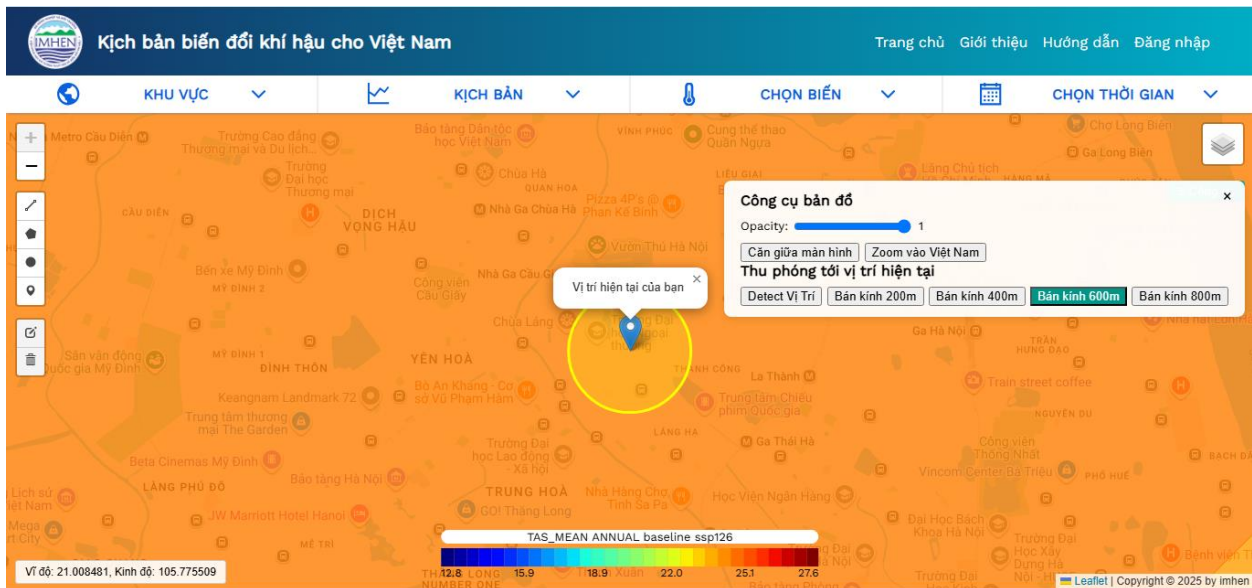 IMHEN
Kịch bản biến đổi khí hậu cho Việt Nam
Trang chủ Giới thiệu Hướng dẫn Đăng nhập
KHU VỰC
KỊCH BẢN
CHỌN BIẾN
CHỌN THỜI GIAN
Metro Cầu Diễn
Trường Cao đẳng
Thương mại và Du lịch...
Bảo tàng Dân tộc
học Việt Nam
VĨNH PHÚC
Cung thể thao
Quần Ngựa
Chợ Long Biên
Ga Long Biên
Trường
Đại học
Thương mại
Chùa Hà
QUAN HOA
LIỄU GIAI
Lăng Chủ tịch
HÀNG MÃ
CẦU DIỄN
DỊCH
VỌNG HẬU
Nhà Ga Chùa Hà
Pizza 4P's @
Phan Kế Bính
Vườn Thú Hà Nội
Công cụ bản đồ
×
Opacity:
1
Căn giữa màn hình
Zoom vào Việt Nam
Thu phóng tới vị trí hiện tại
Detect Vị Trí
Bán kính 200m
Bán kính 400m
Bán kính 600m
Bán kính 800m
Bến xe Mỹ Đình
MỸ ĐÌNH 2
Công viên
Cầu Giấy
Nhà Ga Cầu G
Vị trí hiện tại của bạn
×
Chùa Láng
Ga Hà Nội
TRẦN
HƯNG ĐẠO
Sân vận động
Quốc gia Mỹ Đình
MỸ ĐÌNH 1
ĐÌNH THÔN
YÊN HOÀ
THÀNH CÔNG
La Thành
Train street coffee
Keangnam Landmark 72
Bò An Khang - Cơ
sở Vũ Phạm Hàm
Trung tâm Chiếu
phim Quốc gia
NGUYỄN DU
Trung tâm thương
mại The Garden
Trường Đại
học Lao động
- Xã hội
LÁNG HẠ
Ga Thái Hà
Công viên
Thống Nhất
Beta Cinemas Mỹ Đình
Bảo tàng Hà Nội
Vincom Center Bà Triệu
PHỐ HUẾ
BẠCH ĐẰ
LÀNG PHÚ ĐÔ
TRUNG HOÀ
Nhà Hàng Chợ
Tình Sa Pa
Học Viện Ngân Hàng
JW Marriott Hotel Hanoi
GO! Thăng Long
Đại Học Bách
Khoa Hà Nội
Trường Đại
Học Xây
Dựng Hà
Nội
MỄ TRÌ
TAS_MEAN ANNUAL baseline ssp126
12.8 15.9 18.9 22.0 25.1 27.6
NUMBER ONE
Vĩ độ: 21.008481, Kinh độ: 105.775509
Leaflet | Copyright © 2025 by imhen